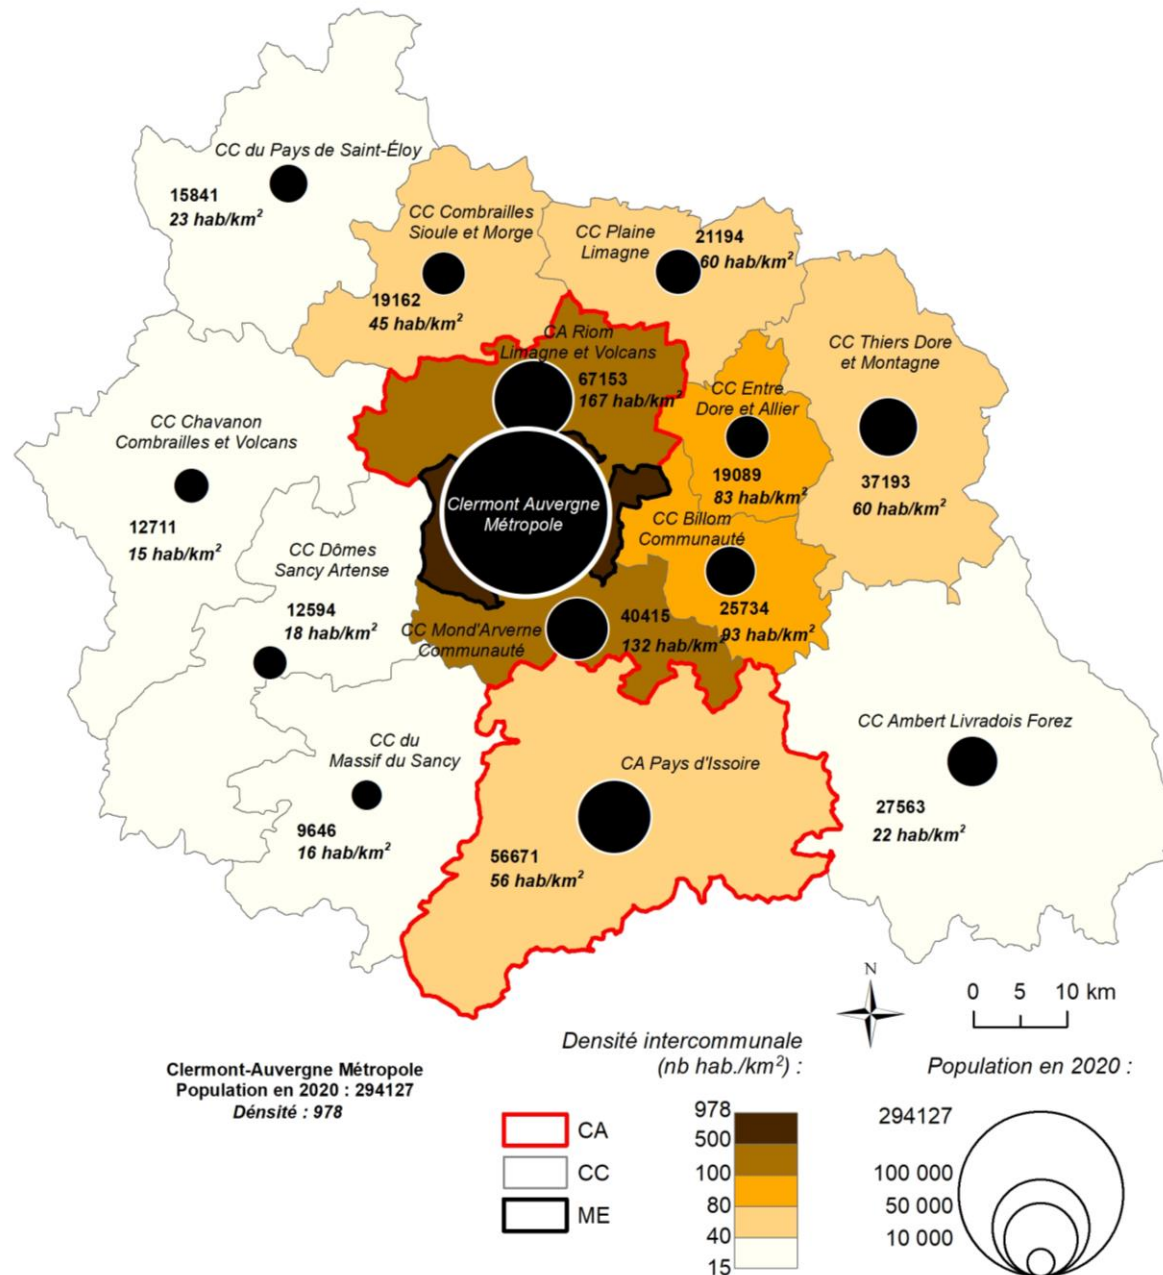 CC du Pays de Saint-Éloy
15841
23 hab/km²
CC Combrailles
Sioule et Morge
19162
45 hab/km²
CC Plaine
Limagne
21194
60 hab/km²
CA Riom
Limagne et Volcans
67153
167 hab/km²
CC Thiers Dore
et Montagne
37193
60 hab/km²
CC Entre
Dore et Allier
19089
83 hab/km²
CC Chavanon
Combrailles et Volcans
12711
15 hab/km²
Clermont Auvergne
Métropole
CC Billom
Communauté
25734
93 hab/km²
CC Dômes
Sancy Artense
12594
18 hab/km²
CC Mond'Arverne
Communauté
40415
132 hab/km²
CC du
Massif du Sancy
9646
16 hab/km²
CA Pays d'Issoire
56671
56 hab/km²
CC Ambert Livradois Forez
27563
22 hab/km²
N
0 5 10 km
Clermont-Auvergne Métropole
Population en 2020 : 294127
Dénsité : 978
CA
CC
ME
Densité intercommunale
(nb hab./km²) :
978
500
100
80
40
15
Population en 2020 :
294127
100 000
50 000
10 000